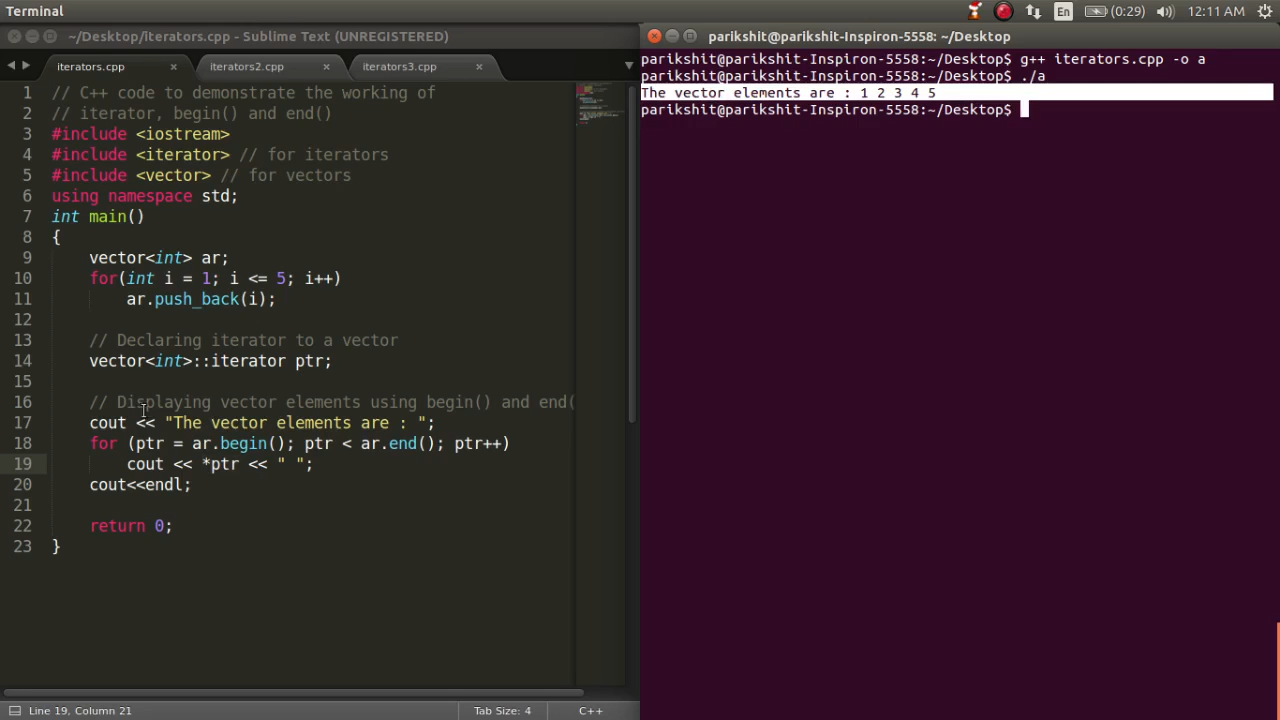 Terminal
En
(0:29)
12:11 AM
~/Desktop/iterators.cpp - Sublime Text (UNREGISTERED)
iterators.cpp
iterators2.cpp
iterators3.cpp
1 // C++ code to demonstrate the working of
2 // iterator, begin() and end()
3 #include <iostream>
4 #include <iterator> // for iterators
5 #include <vector> // for vectors
6 using namespace std;
7 int main()
8 {
9 vector<int> ar;
10 for(int i = 1; i <= 5; i++)
11 ar.push_back(i);
12
13 // Declaring iterator to a vector
14 vector<int>::iterator ptr;
15
16 // Displaying vector elements using begin() and end(
17 cout << "The vector elements are : ";
18 for (ptr = ar.begin(); ptr < ar.end(); ptr++)
19 cout << *ptr << " ";
20 cout<<endl;
21
22 return 0;
23 }
Line 19, Column 21
Tab Size: 4
C++
parikshit@parikshit-Inspiron-5558: ~/Desktop
parikshit@parikshit-Inspiron-5558:~/Desktop$ g++ iterators.cpp -o a
parikshit@parikshit-Inspiron-5558:~/Desktop$ ./a
The vector elements are : 1 2 3 4 5
parikshit@parikshit-Inspiron-5558:~/Desktop$